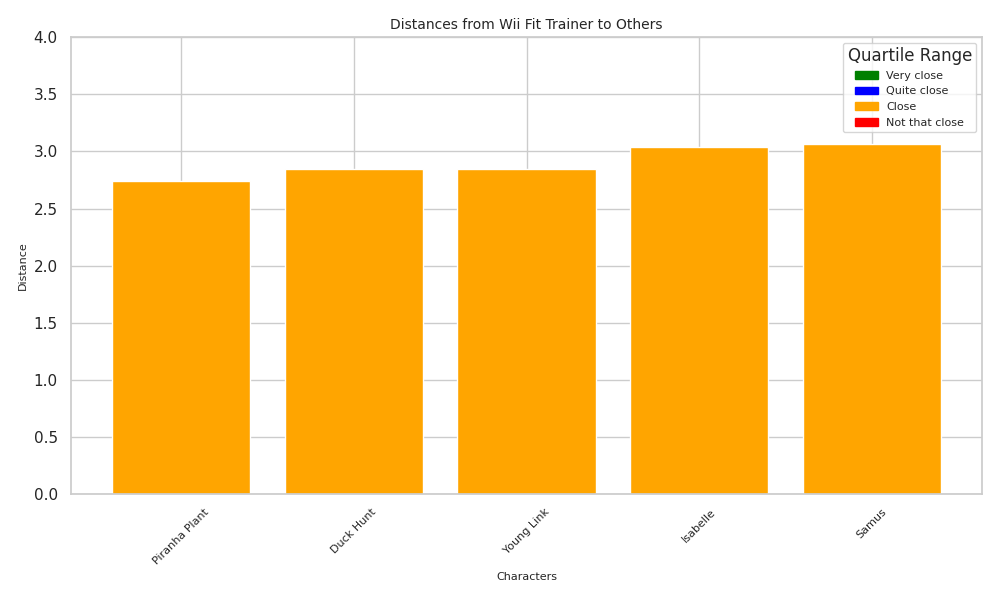 Distances from Wii Fit Trainer to Others
Quartile Range
Very close
Quite close
Close
Not that close
4.0
3.5
3.0
2.5
2.0
1.5
1.0
0.5
0.0
Distance
Piranha Plant
Duck Hunt
Young Link
Isabelle
Samus
Characters